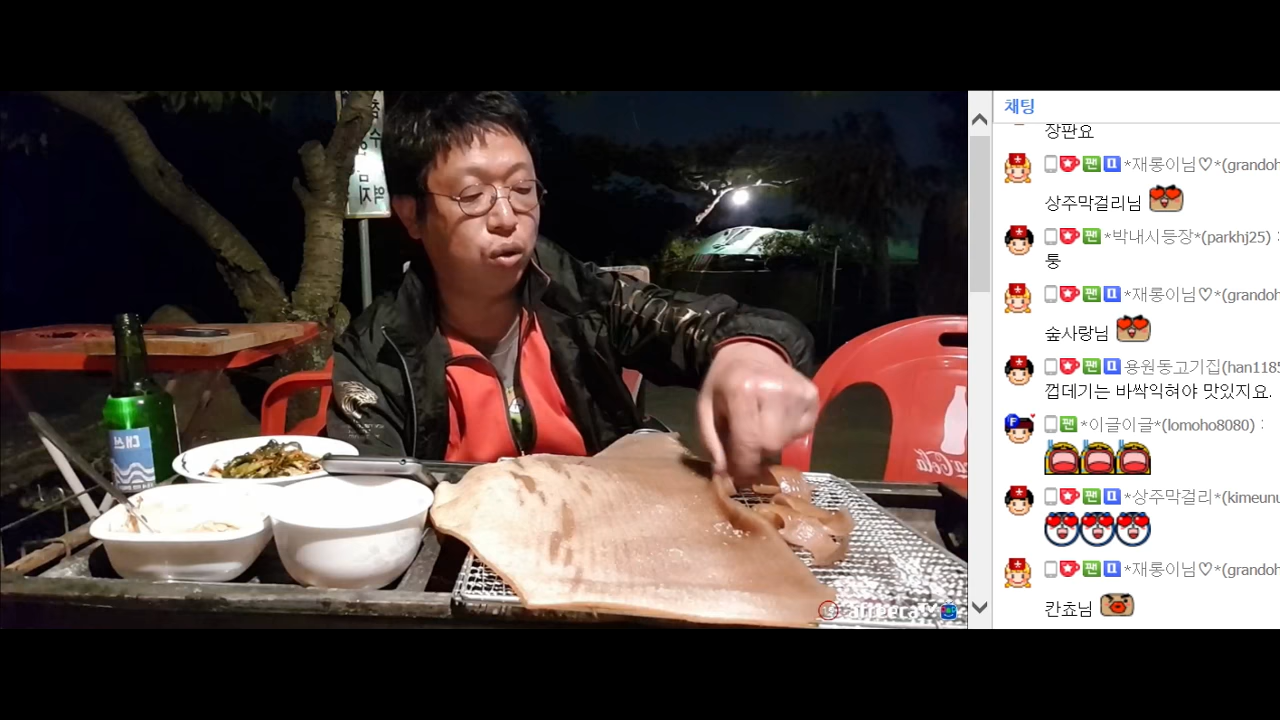 채팅
장판요
*재롱이님♡*(grandoh
상주막걸리님
*박내시등장*(parkhj25) :
퉁
*재롱이님♡*(grandoh
숲사랑님
용원동고기집(han1185
껍데기는 바싹익혀야 맛있지요.
*이글이글*(lomoho8080) :
*상주막걸리*(kimeunu
*재롱이님♡*(grandoh
칸쵸님
대선
afreecaTV